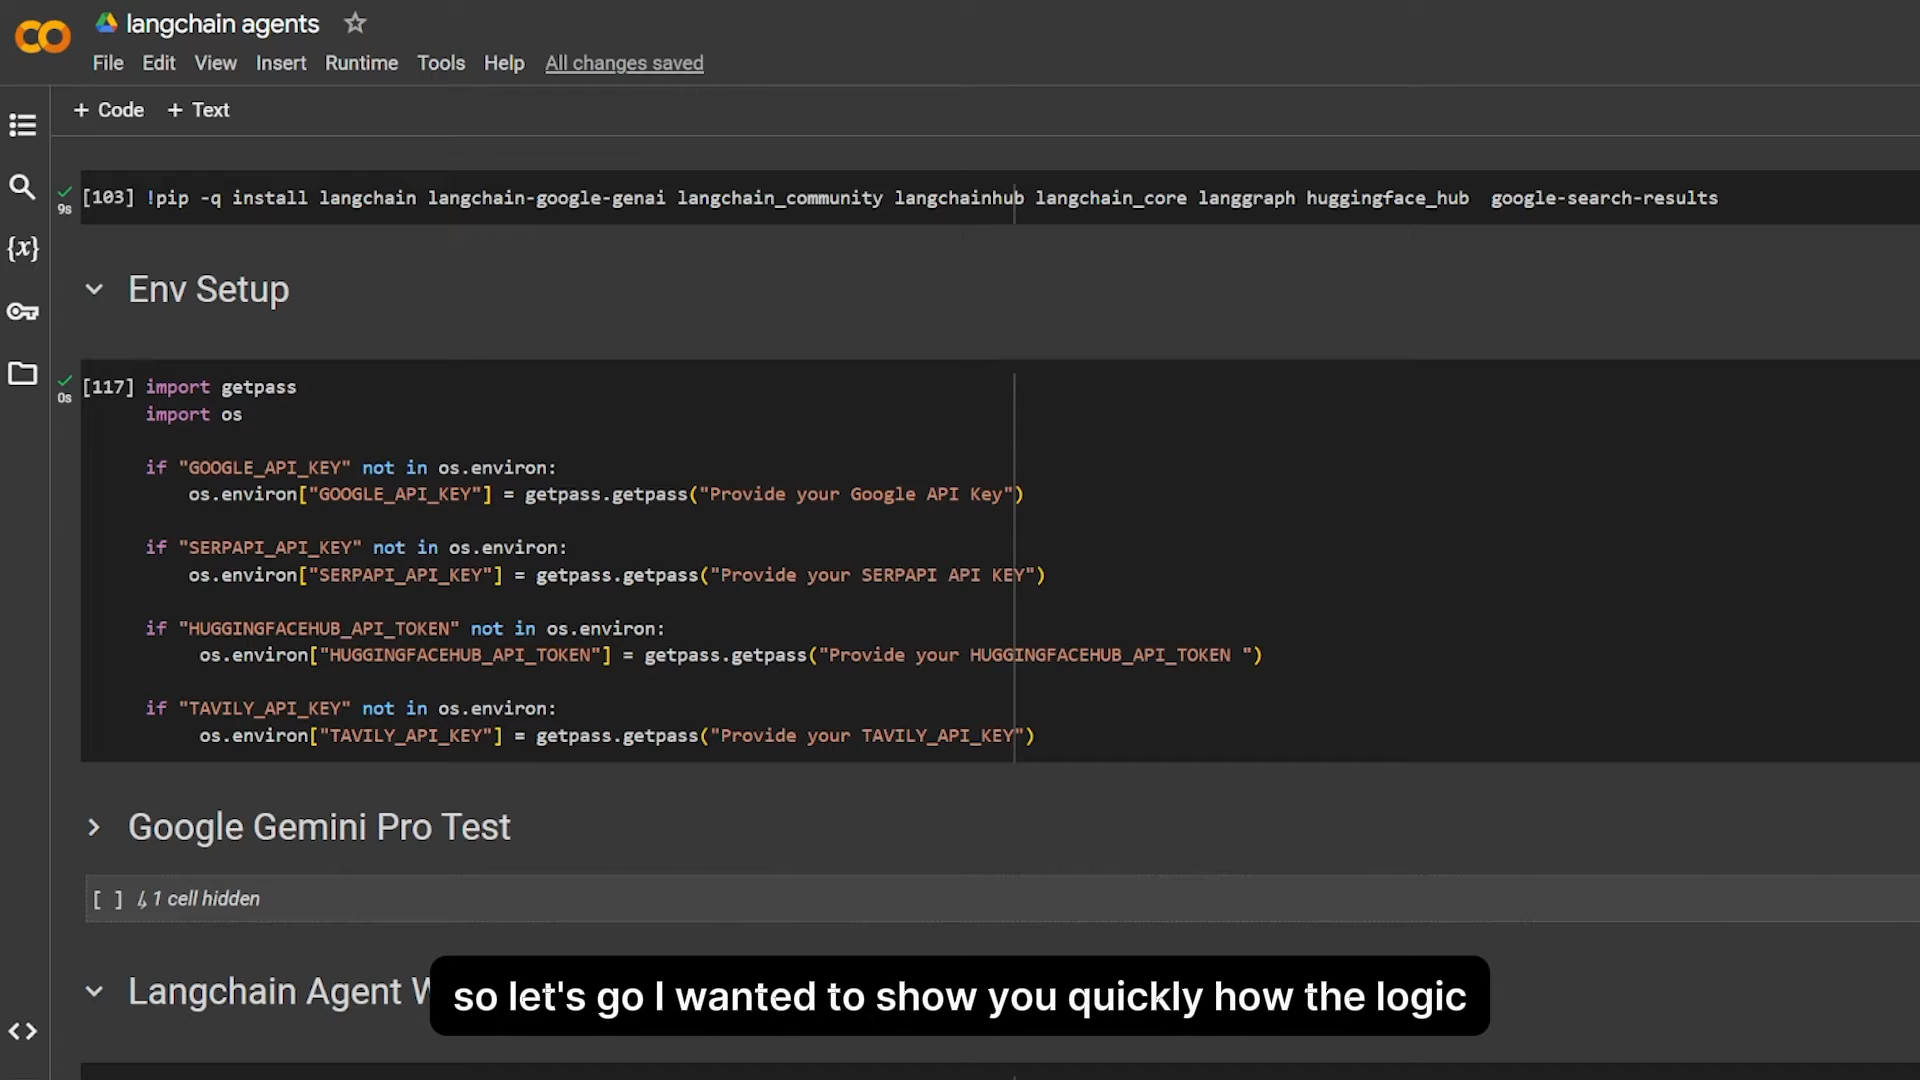 langchain agents
File Edit View Insert Runtime Tools Help All changes saved
+ Code + Text
[103] !pip -q install langchain langchain-google-genai langchain_community langchainhub langchain_core langgraph huggingface_hub google-search-results
9s
{x}
Env Setup
[117] import getpass
0s
import os
if "GOOGLE_API_KEY" not in os.environ:
os.environ["GOOGLE_API_KEY"] = getpass.getpass("Provide your Google API Key")
if "SERPAPI_API_KEY" not in os.environ:
os.environ["SERPAPI_API_KEY"] = getpass.getpass("Provide your SERPAPI API KEY")
if "HUGGINGFACEHUB_API_TOKEN" not in os.environ:
os.environ["HUGGINGFACEHUB_API_TOKEN"] = getpass.getpass("Provide your HUGGINGFACEHUB_API_TOKEN ")
if "TAVILY_API_KEY" not in os.environ:
os.environ["TAVILY_API_KEY"] = getpass.getpass("Provide your TAVILY_API_KEY")
Google Gemini Pro Test
[ ] ↳ 1 cell hidden
Langchain Agent
so let's go I wanted to show you quickly how the logic